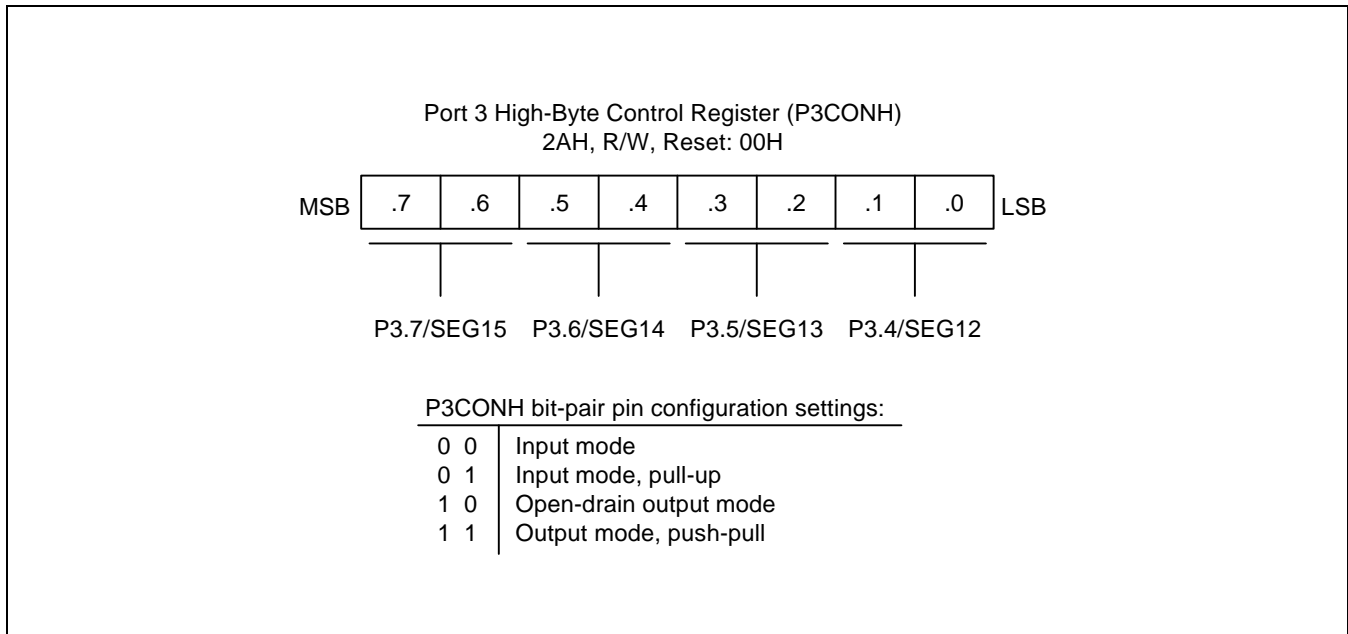 Port 3 High-Byte Control Register (P3CONH)
2AH, R/W, Reset: 00H
MSB .7 .6 .5 .4 .3 .2 .1 .0 LSB
P3.7/SEG15 P3.6/SEG14 P3.5/SEG13 P3.4/SEG12
P3CONH bit-pair pin configuration settings:
0 0 Input mode
0 1 Input mode, pull-up
1 0 Open-drain output mode
1 1 Output mode, push-pull